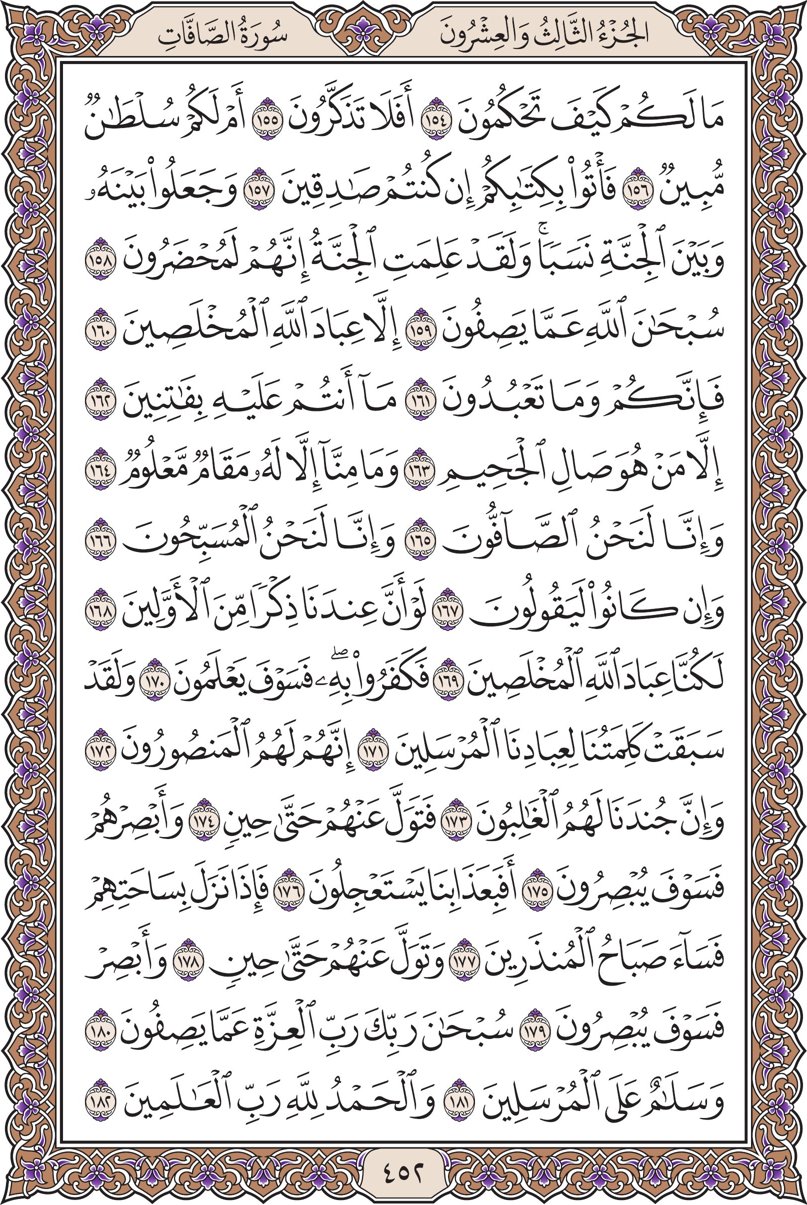 الجُزْءُ الثَّالِثُ وَالعِشْرُونَ
سُورَةُ الصَّافَّاتِ
مَا لَكُمْ كَيْفَ تَحْكُمُونَ ١٥٤ أَفَلَا تَذَكَّرُونَ ١٥٥ أَمْ لَكُمْ سُلْطَٰنٌ
مُّبِينٌ ١٥٦ فَأْتُوا۟ بِكِتَٰبِكُمْ إِن كُنتُمْ صَٰدِقِينَ ١٥٧ وَجَعَلُوا۟ بَيْنَهُۥ
وَبَيْنَ ٱلْجِنَّةِ نَسَبًا ۚ وَلَقَدْ عَلِمَتِ ٱلْجِنَّةُ إِنَّهُمْ لَمُحْضَرُونَ ١٥٨
سُبْحَٰنَ ٱللَّهِ عَمَّا يَصِفُونَ ١٥٩ إِلَّا عِبَادَ ٱللَّهِ ٱلْمُخْلَصِينَ ١٦٠
فَإِنَّكُمْ وَمَا تَعْبُدُونَ ١٦١ مَآ أَنتُمْ عَلَيْهِ بِفَٰتِنِينَ ١٦٢
إِلَّا مَنْ هُوَ صَالِ ٱلْجَحِيمِ ١٦٣ وَمَا مِنَّآ إِلَّا لَهُۥ مَقَامٌ مَّعْلُومٌ ١٦٤
وَإِنَّا لَنَحْنُ ٱلصَّآفُّونَ ١٦٥ وَإِنَّا لَنَحْنُ ٱلْمُسَبِّحُونَ ١٦٦
وَإِن كَانُوا۟ لَيَقُولُونَ ١٦٧ لَوْ أَنَّ عِندَنَا ذِكْرًا مِّنَ ٱلْأَوَّلِينَ ١٦٨
لَكُنَّا عِبَادَ ٱللَّهِ ٱلْمُخْلَصِينَ ١٦٩ فَكَفَرُوا۟ بِهِۦ ۖ فَسَوْفَ يَعْلَمُونَ ١٧٠ وَلَقَدْ
سَبَقَتْ كَلِمَتُنَا لِعِبَادِنَا ٱلْمُرْسَلِينَ ١٧١ إِنَّهُمْ لَهُمُ ٱلْمَنصُورُونَ ١٧٢
وَإِنَّ جُندَنَا لَهُمُ ٱلْغَٰلِبُونَ ١٧٣ فَتَوَلَّ عَنْهُمْ حَتَّىٰ حِينٍ ١٧٤ وَأَبْصِرْهُمْ
فَسَوْفَ يُبْصِرُونَ ١٧٥ أَفَبِعَذَابِنَا يَسْتَعْجِلُونَ ١٧٦ فَإِذَا نَزَلَ بِسَاحَتِهِمْ
فَسَآءَ صَبَاحُ ٱلْمُنذَرِينَ ١٧٧ وَتَوَلَّ عَنْهُمْ حَتَّىٰ حِينٍ ١٧٨ وَأَبْصِرْ
فَسَوْفَ يُبْصِرُونَ ١٧٩ سُبْحَٰنَ رَبِّكَ رَبِّ ٱلْعِزَّةِ عَمَّا يَصِفُونَ ١٨٠
وَسَلَٰمٌ عَلَى ٱلْمُرْسَلِينَ ١٨١ وَٱلْحَمْدُ لِلَّهِ رَبِّ ٱلْعَٰلَمِينَ ١٨٢
٤٥٢